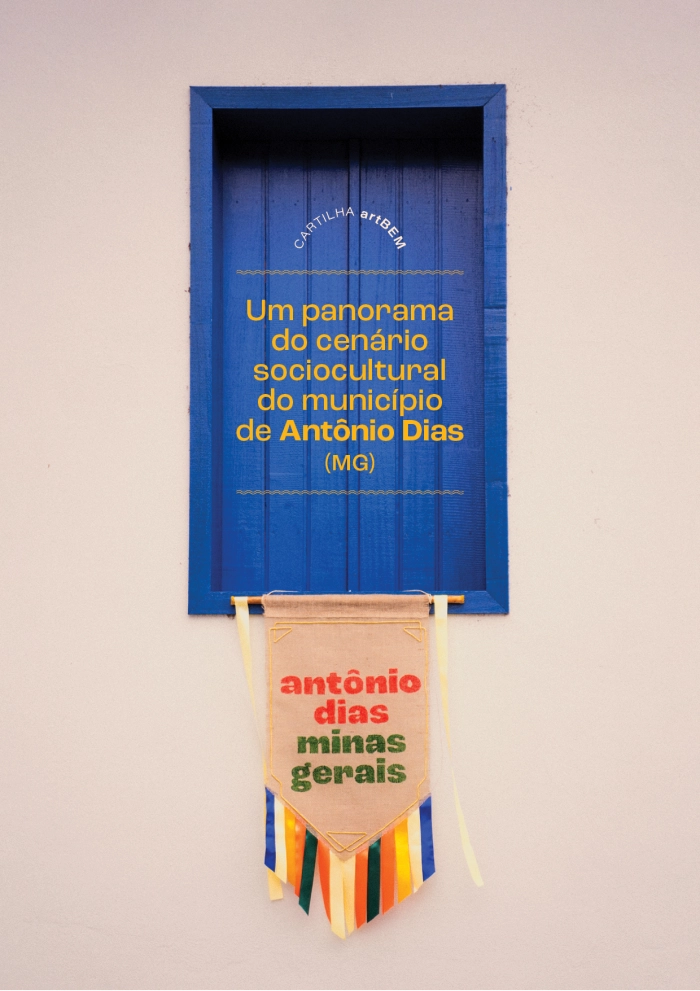 CARTILHA artBEM
Um panorama
do cenário
sociocultural
do município
de Antônio Dias
(MG)
antônio
dias
minas
gerais